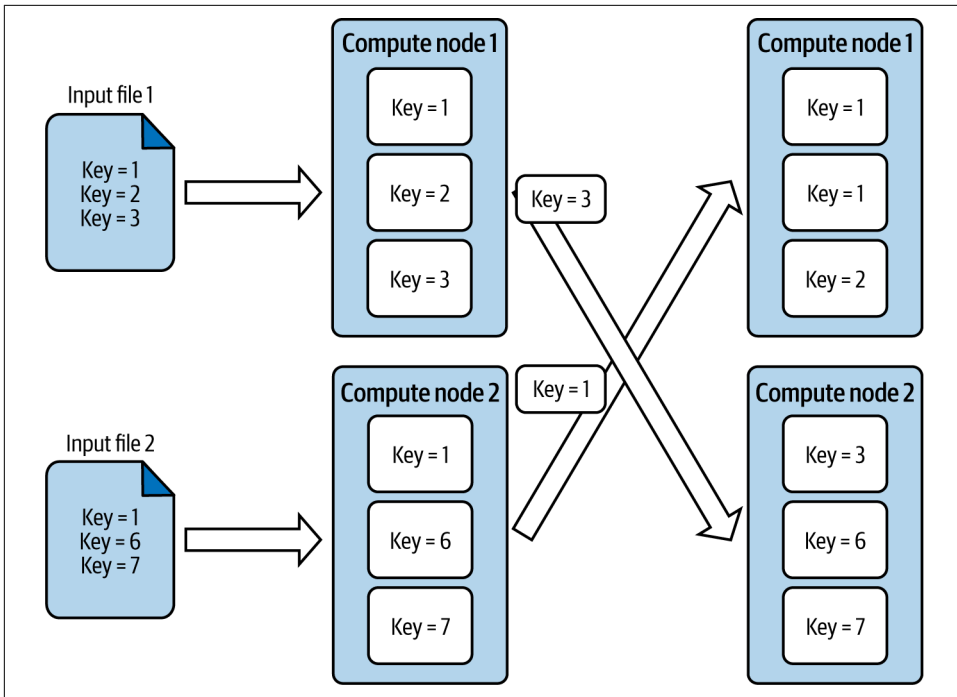 Input file 1
Key = 1
Key = 2
Key = 3
Compute node 1
Key = 1
Key = 2
Key = 3
Key = 3
Compute node 1
Key = 1
Key = 1
Key = 2
Input file 2
Key = 1
Key = 6
Key = 7
Compute node 2
Key = 1
Key = 6
Key = 7
Key = 1
Compute node 2
Key = 3
Key = 6
Key = 7